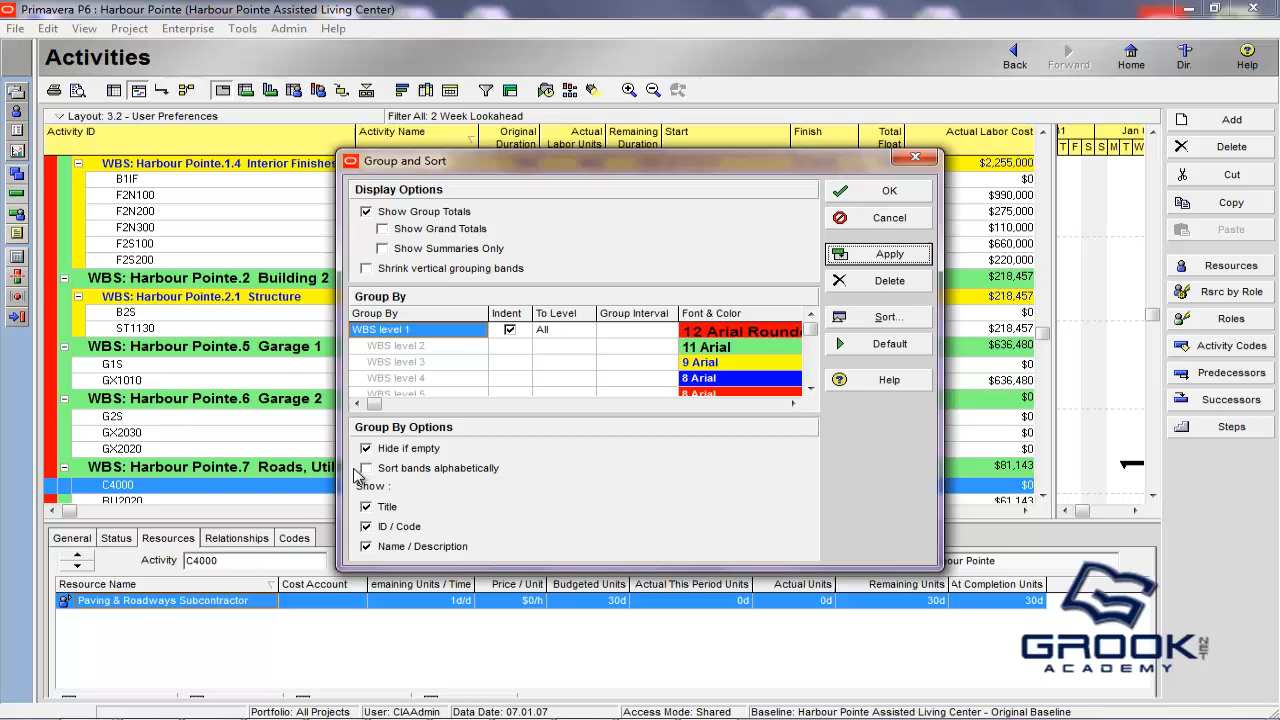 Primavera P6 : Harbour Pointe (Harbour Pointe Assisted Living Center)
File Edit View Project Enterprise Tools Admin Help
Activities
Back Forward Home Dir. Help
Layout: 3.2 - User Preferences Filter All: 2 Week Lookahead
Activity ID Activity Name Original Duration Actual Labor Units Remaining Duration Start Finish Total Float Actual Labor Cost
Jan
T F S S M T W
WBS: Harbour Pointe.1.4 Interior Finishes $2,255,000
B1IF $0
F2N100 $990,000
F2N200 $275,000
F2N300 $110,000
F2S100 $660,000
F2S200 $220,000
WBS: Harbour Pointe.2 Building 2 $218,457
WBS: Harbour Pointe.2.1 Structure $218,457
B2S $0
ST1130 $218,457
WBS: Harbour Pointe.5 Garage 1 $636,480
G1S $0
GX1010 $636,480
WBS: Harbour Pointe.6 Garage 2 $0
G2S $0
GX2030 $0
GX2020 $0
WBS: Harbour Pointe.7 Roads, Util $81,143
C4000 $0
RU2020 $61,143
Group and Sort
Display Options
Show Group Totals
Show Grand Totals
Show Summaries Only
Shrink vertical grouping bands
Group By
Group By Indent To Level Group Interval Font & Color
WBS level 1 All 12 Arial Rounde
WBS level 2 11 Arial
WBS level 3 9 Arial
WBS level 4 8 Arial
WBS level 5 8 Arial
Group By Options
Hide if empty
Sort bands alphabetically
Show :
Title
ID / Code
Name / Description
OK
Cancel
Apply
Delete
Sort...
Default
Help
Add
Delete
Cut
Copy
Paste
Resources
Rsrc by Role
Roles
Activity Codes
Predecessors
Successors
Steps
General Status Resources Relationships Codes
Activity C4000 Pointe
Resource Name Cost Account emaining Units / Time Price / Unit Budgeted Units Actual This Period Units Actual Units Remaining Units At Completion Units
Paving & Roadways Subcontractor 1d/d $0/h 30d 0d 0d 30d 30d
GROOK.NET
ACADEMY
Portfolio: All Projects User: CIAAdmin Data Date: 07.01.07 Access Mode: Shared Baseline: Harbour Pointe Assisted Living Center - Original Baseline